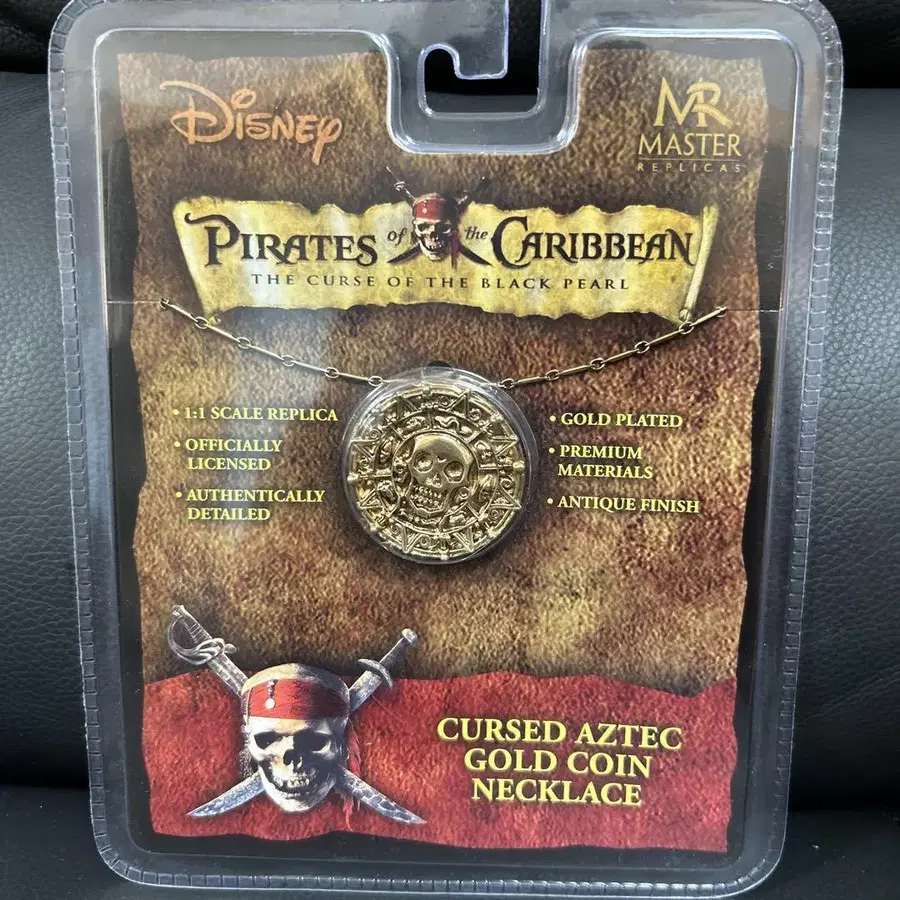 Disney
MR
MASTER
REPLICAS
PIRATES of the CARIBBEAN
THE CURSE OF THE BLACK PEARL
• 1:1 SCALE REPLICA
• OFFICIALLY
LICENSED
• AUTHENTICALLY
DETAILED
• GOLD PLATED
• PREMIUM
MATERIALS
• ANTIQUE FINISH
CURSED AZTEC
GOLD COIN
NECKLACE